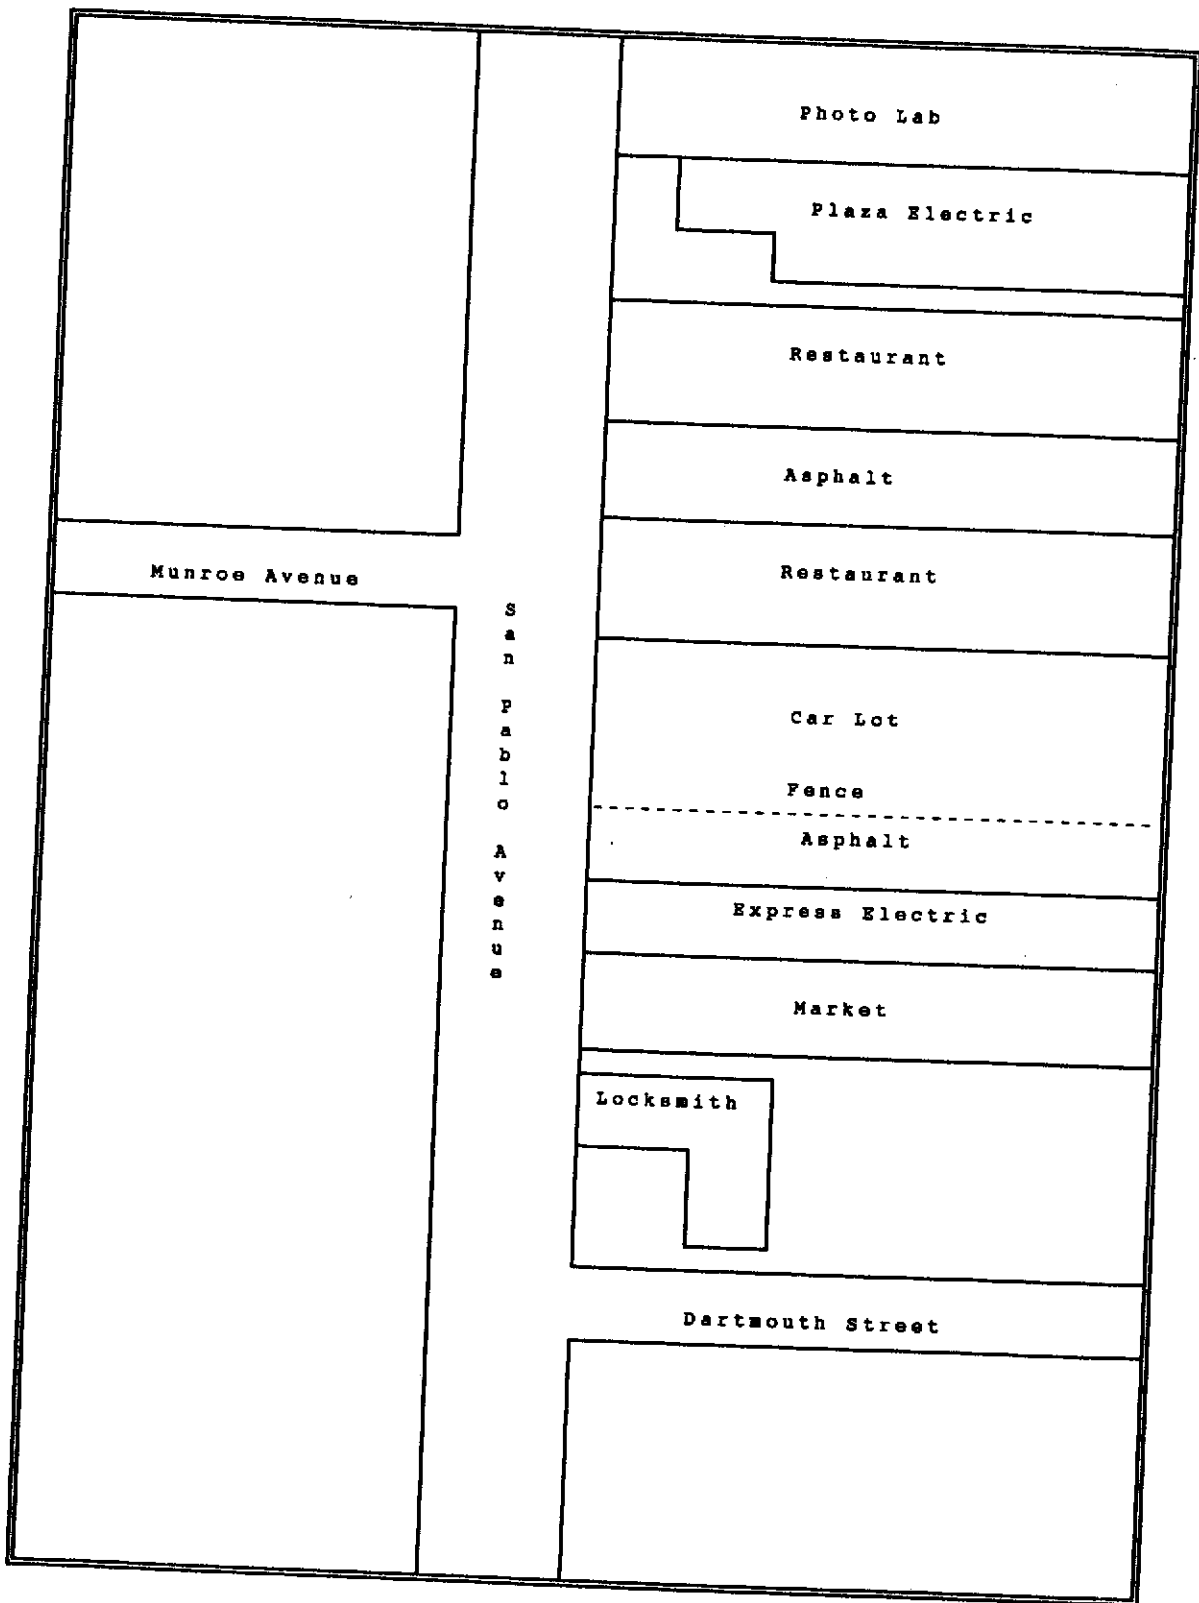 Photo Lab
Plaza Electric
Restaurant
Asphalt
Munroe Avenue
Restaurant
San Pablo Avenue
Car Lot
Fence
Asphalt
Express Electric
Market
Locksmith
Dartmouth Street